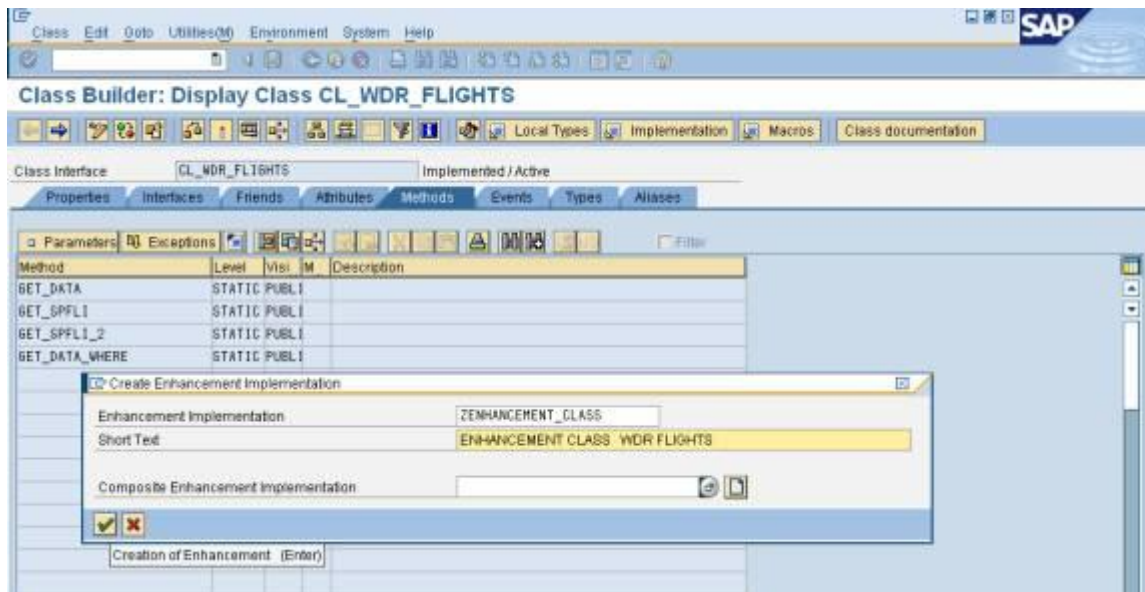 Class Edit Goto Utilities(M) Environment System Help
SAP
Class Builder: Display Class CL_WDR_FLIGHTS
Local Types Implementation Macros Class documentation
Class Interface CL_WDR_FLIGHTS Implemented / Active
Properties Interfaces Friends Attributes Methods Events Types Aliases
Parameters Exceptions Filter
Method Level Visi M Description
GET_DATA STATIC PUBLI
GET_SPFLI STATIC PUBLI
GET_SPFLI_2 STATIC PUBLI
GET_DATA_WHERE STATIC PUBLI
Create Enhancement Implementation
Enhancement Implementation ZENHANCEMENT_CLASS
Short Text ENHANCEMENT CLASS WDR FLIGHTS
Composite Enhancement Implementation
Creation of Enhancement (Enter)